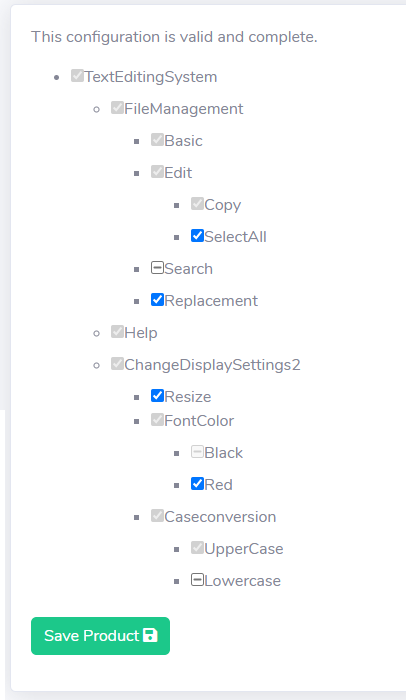 This configuration is valid and complete.
TextEditingSystem
FileManagement
Basic
Edit
Copy
SelectAll
Search
Replacement
Help
ChangeDisplaySettings2
Resize
FontColor
Black
Red
Caseconversion
UpperCase
Lowercase
Save Product